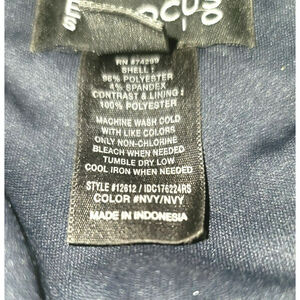 RN #74299
SHELL :
96% POLYESTER
4% SPANDEX
CONTRAST & LINING :
100% POLYESTER
MACHINE WASH COLD
WITH LIKE COLORS
ONLY NON-CHLORINE
BLEACH WHEN NEEDED
TUMBLE DRY LOW
COOL IRON WHEN NEEDED
STYLE #12612 / IDC176224RS
COLOR #NVY/NVY
MADE IN INDONESIA